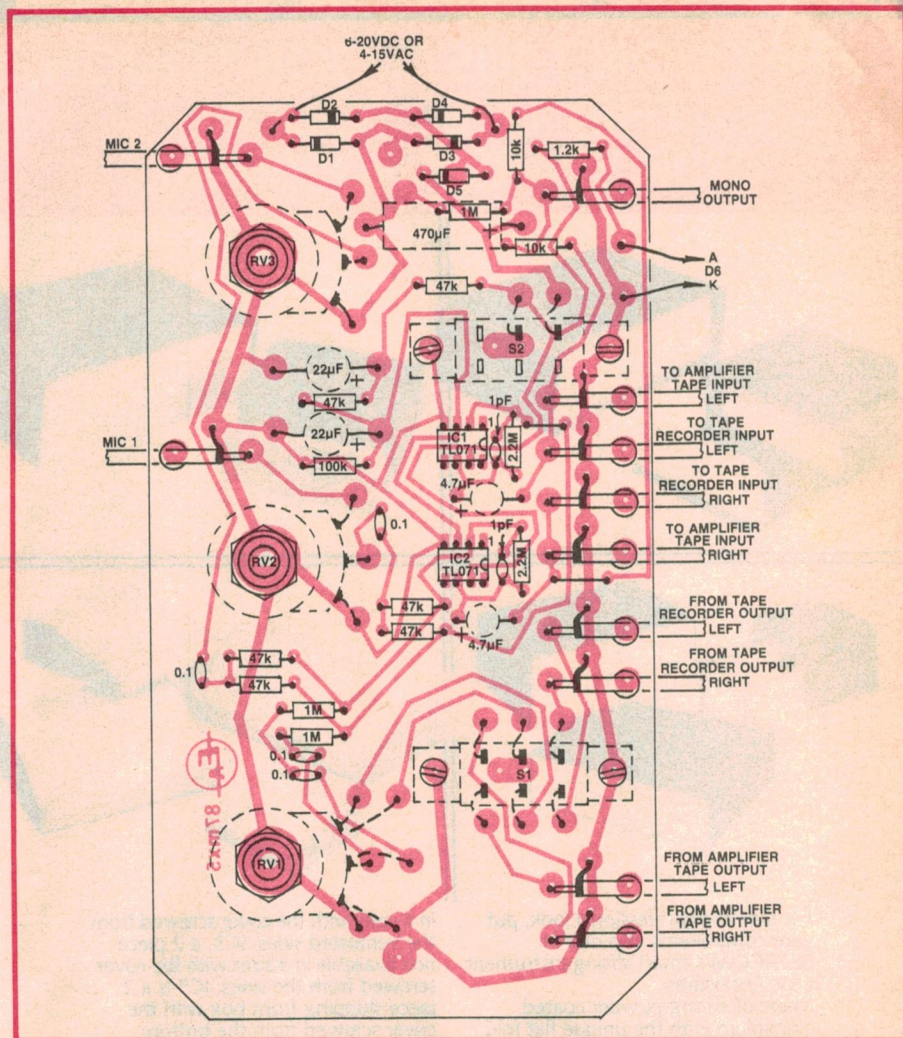 6-20VDC OR
4-15VAC
D2
D4
MIC 2
D1
D3
10k
1.2k
D5
MONO
OUTPUT
1M
470µF
+
10k
RV3
A
D6
K
47k
S2
22µF
+
TO AMPLIFIER
TAPE INPUT
LEFT
47k
1pF
22µF
+
TO TAPE
RECORDER INPUT
LEFT
MIC 1
IC1
TL071
2.2M
100k
TO TAPE
RECORDER INPUT
RIGHT
4.7µF
+
0.1
1pF
TO AMPLIFIER
TAPE INPUT
RIGHT
RV2
IC2
TL071
2.2M
47k
47k
+
4.7µF
FROM TAPE
RECORDER OUTPUT
LEFT
0.1
47k
47k
FROM TAPE
RECORDER OUTPUT
RIGHT
1M
1M
0.1
0.1
S1
EA
87mx5
RV1
FROM AMPLIFIER
TAPE OUTPUT
LEFT
FROM AMPLIFIER
TAPE OUTPUT
RIGHT